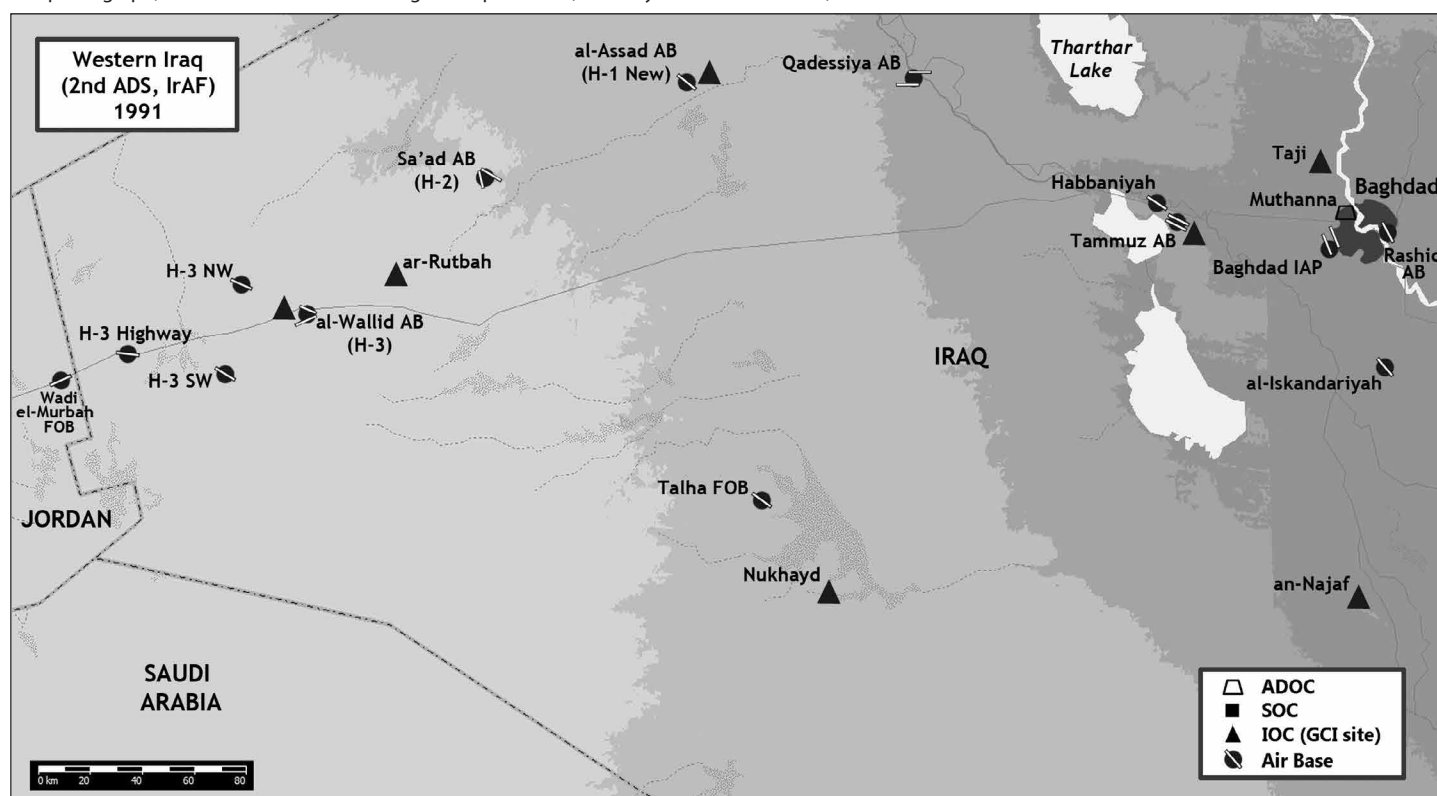 Western Iraq
(2nd ADS, IrAF)
1991
al-Assad AB
(H-1 New)
Qadessiya AB
Tharthar
Lake
Sa'ad AB
(H-2)
Taji
Habbaniyah
Muthanna
Baghdad
Tammuz AB
Baghdad IAP
Rashid
AB
H-3 NW
ar-Rutbah
al-Wallid AB
(H-3)
H-3 Highway
H-3 SW
Wadi
el-Murbah
FOB
IRAQ
al-Iskandariyah
Talha FOB
JORDAN
Nukhayd
an-Najaf
SAUDI
ARABIA
ADOC
SOC
IOC (GCI site)
Air Base
0 km 20 40 60 80